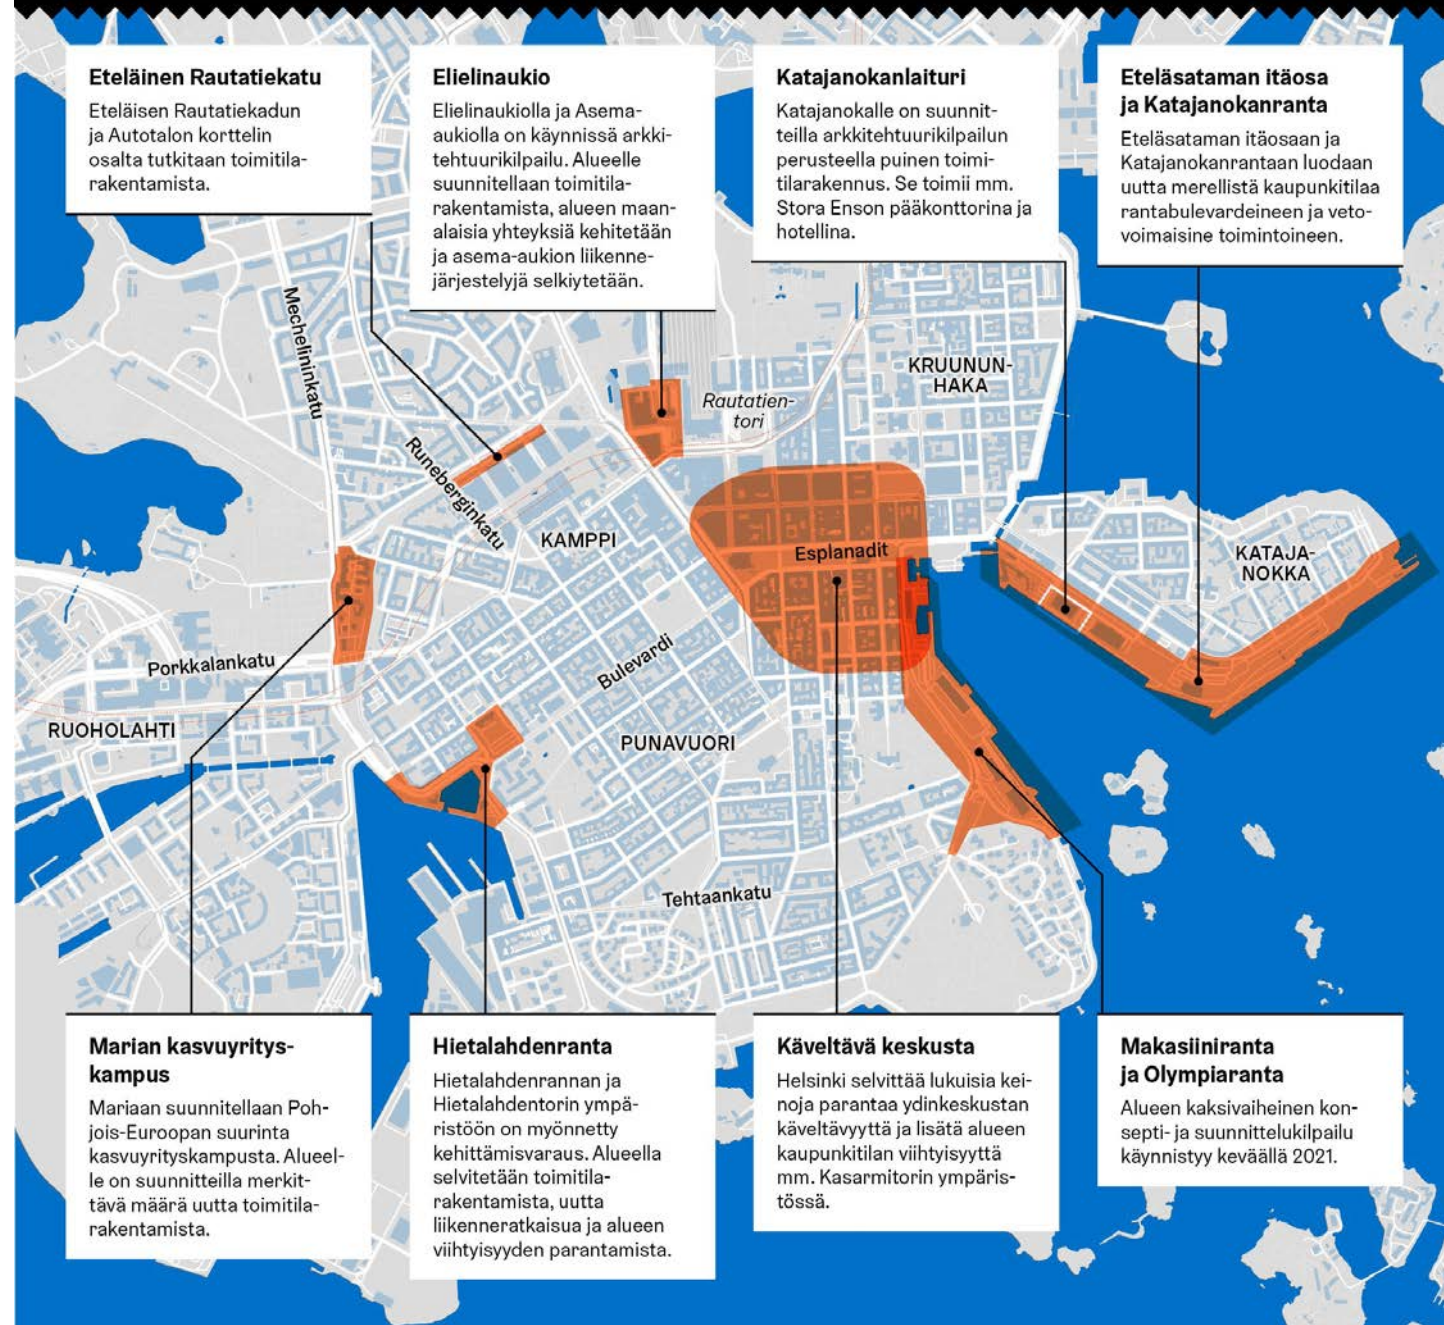 Eteläinen Rautatiekatu
Eteläisen Rautatiekadun
ja Autotalon korttelin
osalta tutkitaan toimitila-
rakentamista.
Elielinaukio
Elielinaukiolla ja Asema-
aukiolla on käynnissä arkki-
tehtuurikilpailu. Alueelle
suunnitellaan toimitila-
rakentamista, alueen maan-
alaisia yhteyksiä kehitetään
ja asema-aukion liikenne-
järjestelyjä selkiytetään.
Katajanokanlaituri
Katajanokalle on suunnit-
teilla arkkitehtuurikilpailun
perusteella puinen toimi-
tilarakennus. Se toimii mm.
Stora Enson pääkonttorina ja
hotellina.
Eteläsataman itäosa
ja Katajanokanranta
Eteläsataman itäosaan ja
Katajanokanrantaan luodaan
uutta merellistä kaupunkitilaa
rantabulevardeineen ja veto-
voimaisine toimintoineen.
Mechelininkatu
KRUUNUN-
HAKA
Rautatien-
tori
Runeberginkatu
KAMPPI
Esplanadit
KATAJA-
NOKKA
Porkkalankatu
Bulevardi
RUOHOLAHTI
PUNAVUORI
Tehtaankatu
Marian kasvuyritys-
kampus
Mariaan suunnitellaan Poh-
jois-Euroopan suurinta
kasvuyrityskampusta. Alueel-
le on suunnitteilla merkit-
tävä määrä uutta toimitila-
rakentamista.
Hietalahdenranta
Hietalahdenrannan ja
Hietalahdentorin ympä-
ristöön on myönnetty
kehittämisvaraus. Alueella
selvitetään toimitila-
rakentamista, uutta
liikenneratkaisua ja alueen
viihtyisyyden parantamista.
Käveltävä keskusta
Helsinki selvittää lukuisia kei-
noja parantaa ydinkeskustan
käveltävyyttä ja lisätä alueen
kaupunkitilan viihtyisyyttä
mm. Kasarmitorin ympäris-
tössä.
Makasiiniranta
ja Olympiaranta
Alueen kaksivaiheinen kon-
septi- ja suunnittelukilpailu
käynnistyy keväällä 2021.